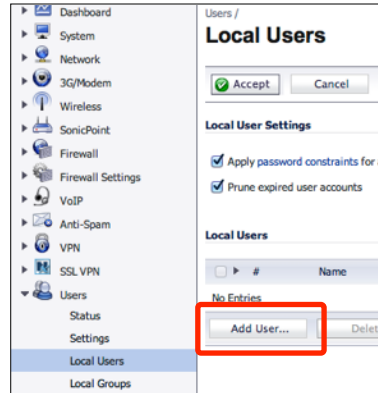 Dashboard
System
Network
3G/Modem
Wireless
SonicPoint
Firewall
Firewall Settings
VoIP
Anti-Spam
VPN
SSL VPN
Users
Status
Settings
Local Users
Local Groups
Users /
Local Users
Accept Cancel
Local User Settings
Apply password constraints for
Prune expired user accounts
Local Users
# Name
No Entries
Add User... Delet